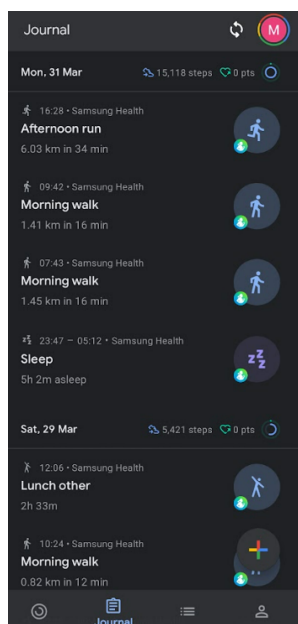 Journal
M
Mon, 31 Mar 15,118 steps 0 pts
16:28 • Samsung Health
Afternoon run
6.03 km in 34 min
09:42 • Samsung Health
Morning walk
1.41 km in 16 min
07:43 • Samsung Health
Morning walk
1.45 km in 16 min
23:47 – 05:12 • Samsung Health
Sleep
5h 2m asleep
Sat, 29 Mar 5,421 steps 0 pts
12:06 • Samsung Health
Lunch other
2h 33m
10:24 • Samsung Health
Morning walk
0.82 km in 12 min
Journal